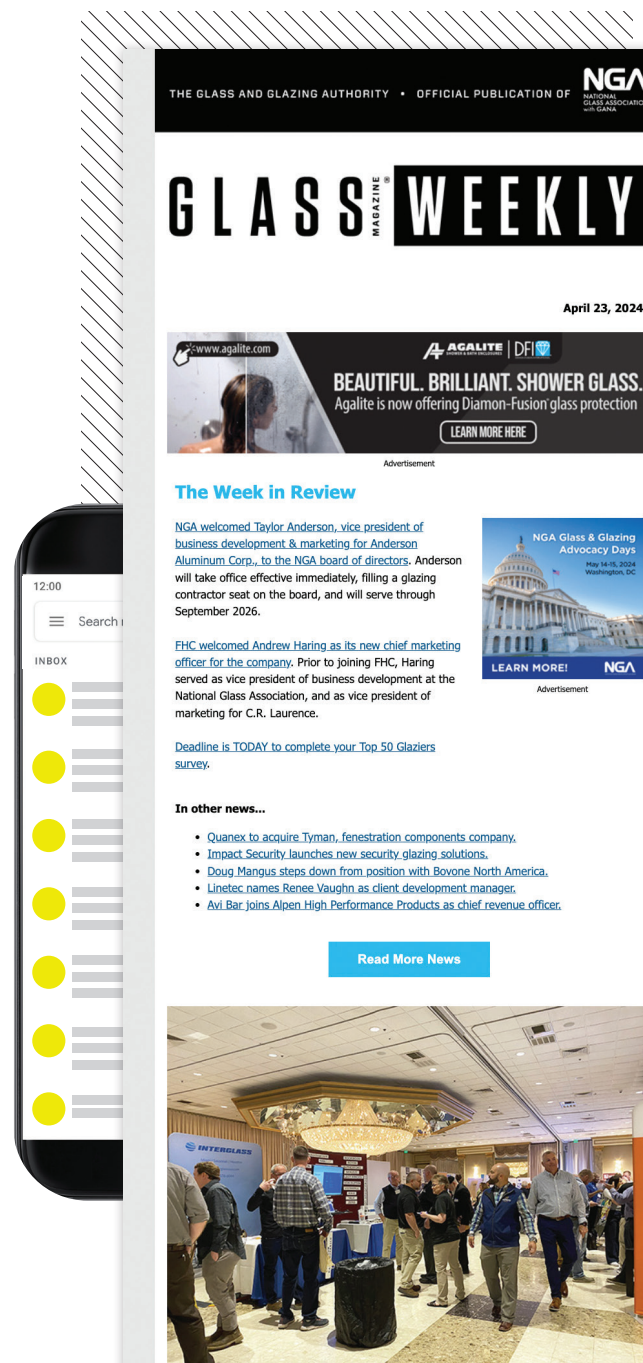 THE GLASS AND GLAZING AUTHORITY • OFFICIAL PUBLICATION OF
NGA
NATIONAL
GLASS ASSOCIATIO
with GANA
GLASS MAGAZINE® WEEKLY
April 23, 2024
www.agalite.com
AGALITE | DFI
SHOWER & BATH ENCLOSURES
BEAUTIFUL. BRILLIANT. SHOWER GLASS.
Agalite is now offering Diamon-Fusion® glass protection
LEARN MORE HERE
Advertisement
The Week in Review
NGA welcomed Taylor Anderson, vice president of
business development & marketing for Anderson
Aluminum Corp., to the NGA board of directors. Anderson
will take office effective immediately, filling a glazing
contractor seat on the board, and will serve through
September 2026.
FHC welcomed Andrew Haring as its new chief marketing
officer for the company. Prior to joining FHC, Haring
served as vice president of business development at the
National Glass Association, and as vice president of
marketing for C.R. Laurence.
Deadline is TODAY to complete your Top 50 Glaziers
survey.
NGA Glass & Glazing
Advocacy Days
May 14-15, 2024
Washington, DC
LEARN MORE! NGA
Advertisement
In other news...
• Quanex to acquire Tyman, fenestration components company.
• Impact Security launches new security glazing solutions.
• Doug Mangus steps down from position with Bovone North America.
• Linetec names Renee Vaughn as client development manager.
• Avi Bar joins Alpen High Performance Products as chief revenue officer.
Read More News
INTERGLASS
12:00
Search
INBOX